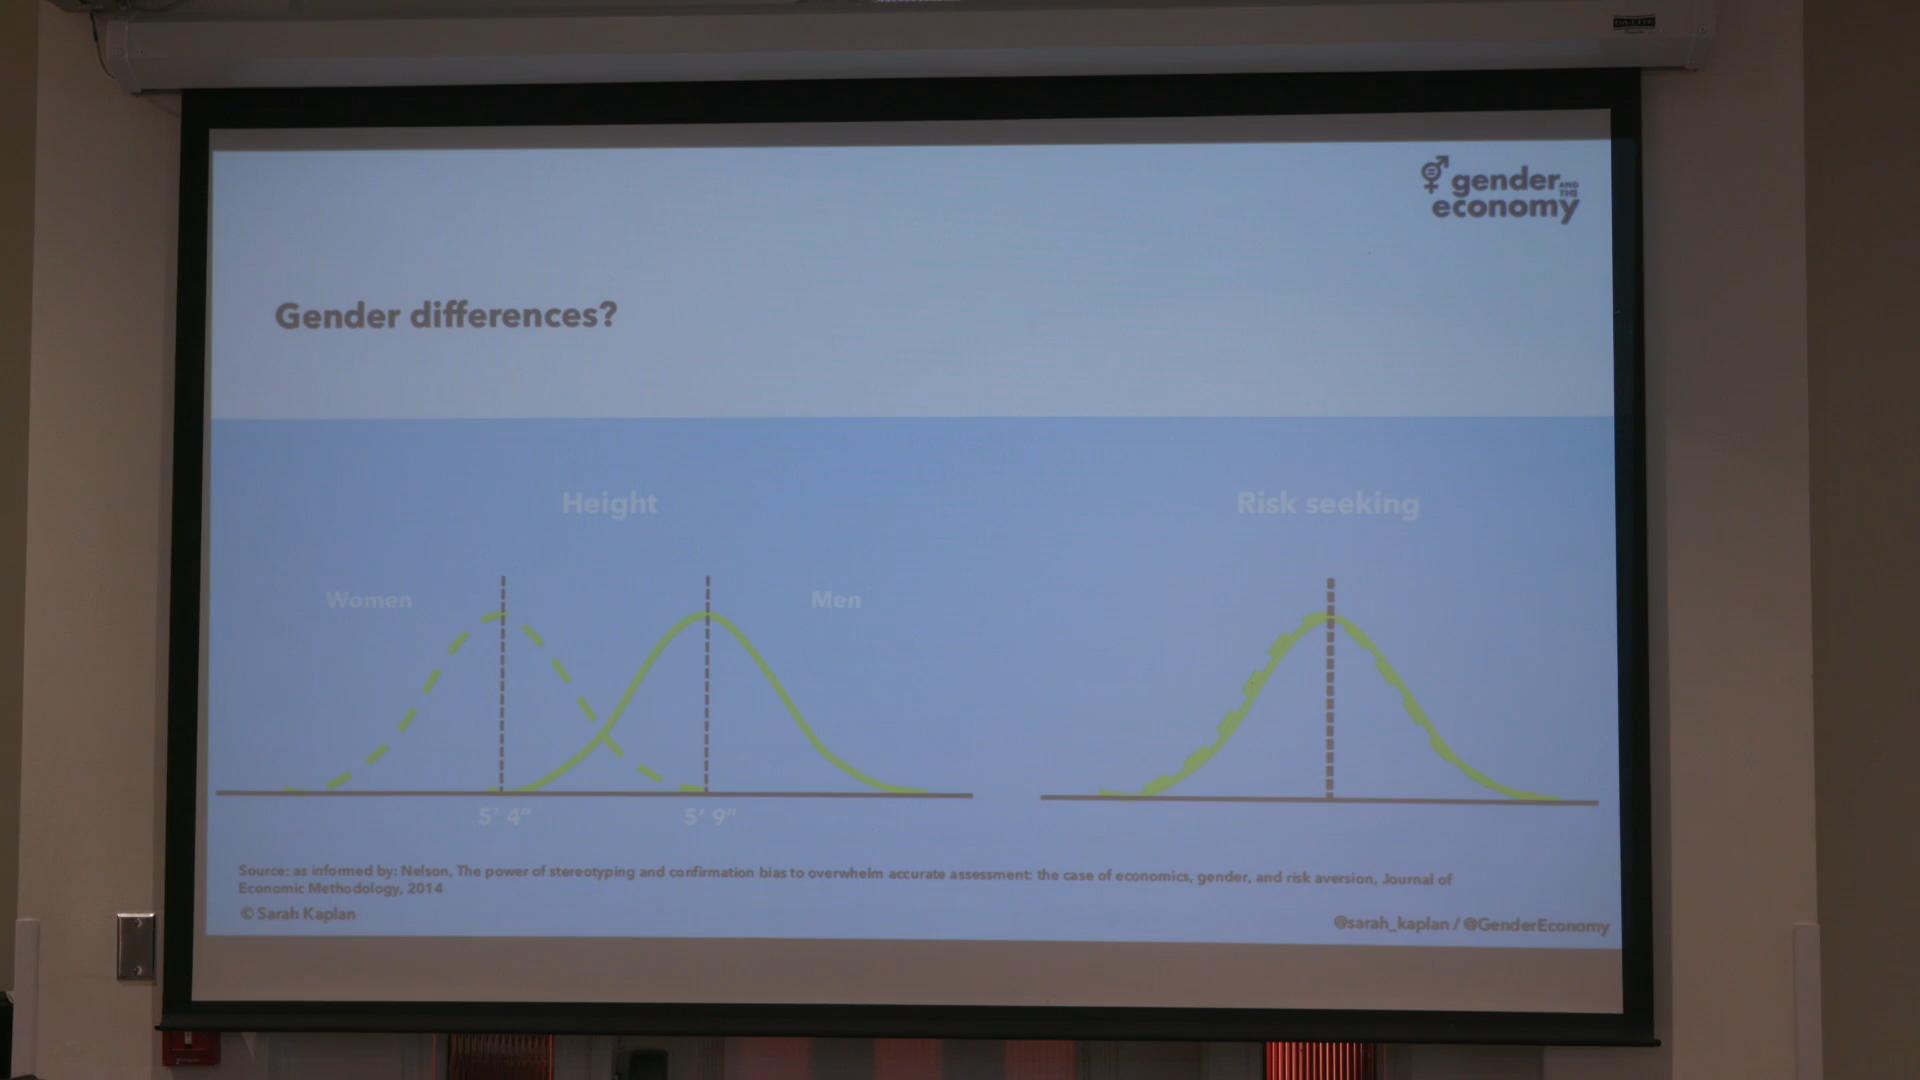 gender AND THE
economy
Gender differences?
Height
Risk seeking
Women
Men
5' 4"
5' 9"
Source: as informed by: Nelson, The power of stereotyping and confirmation bias to overwhelm accurate assessment: the case of economics, gender, and risk aversion, Journal of
Economic Methodology, 2014
© Sarah Kaplan
@sarah_kaplan / @GenderEconomy